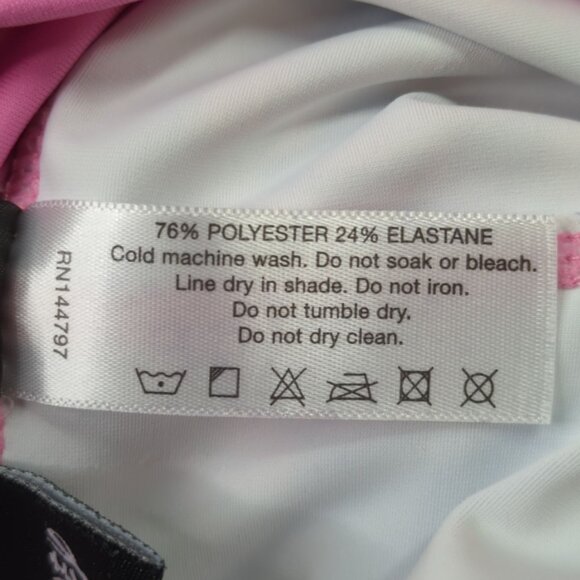 76% POLYESTER 24% ELASTANE
Cold machine wash. Do not soak or bleach.
Line dry in shade. Do not iron.
Do not tumble dry.
Do not dry clean.
RN144797